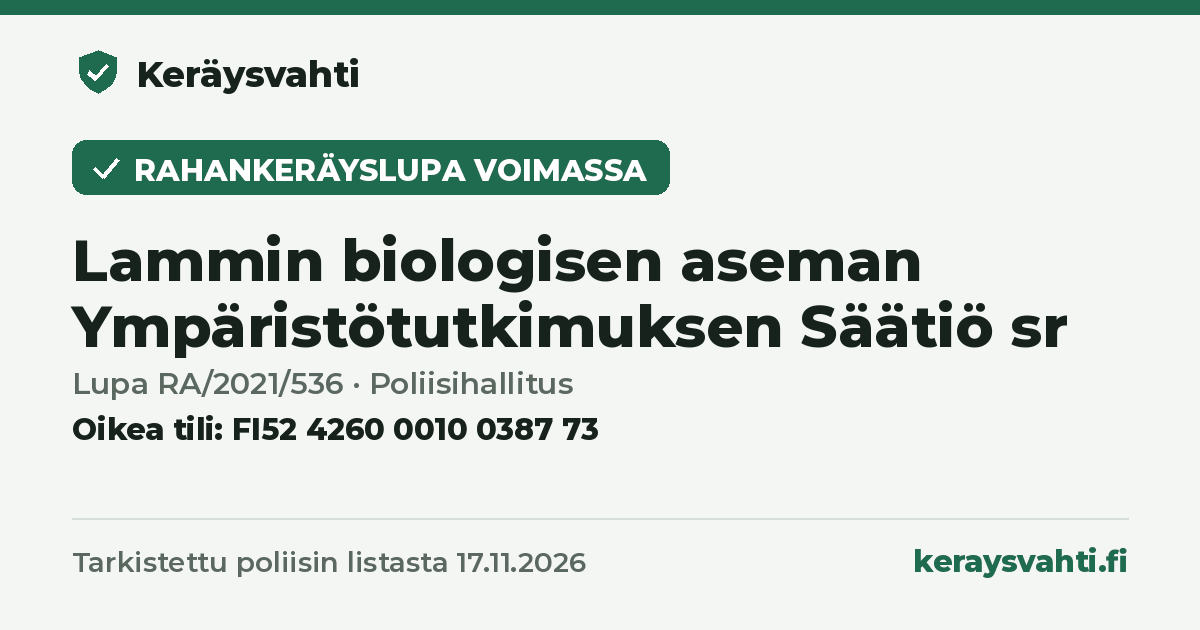 Keräysvahti
RAHANKERÄYSLUPA VOIMASSA
Lammin biologisen aseman
Ympäristötutkimuksen Säätiö sr
Lupa RA/2021/536 · Poliisihallitus
Oikea tili: FI52 4260 0010 0387 73
Tarkistettu poliisin listasta 17.11.2026
keraysvahti.fi